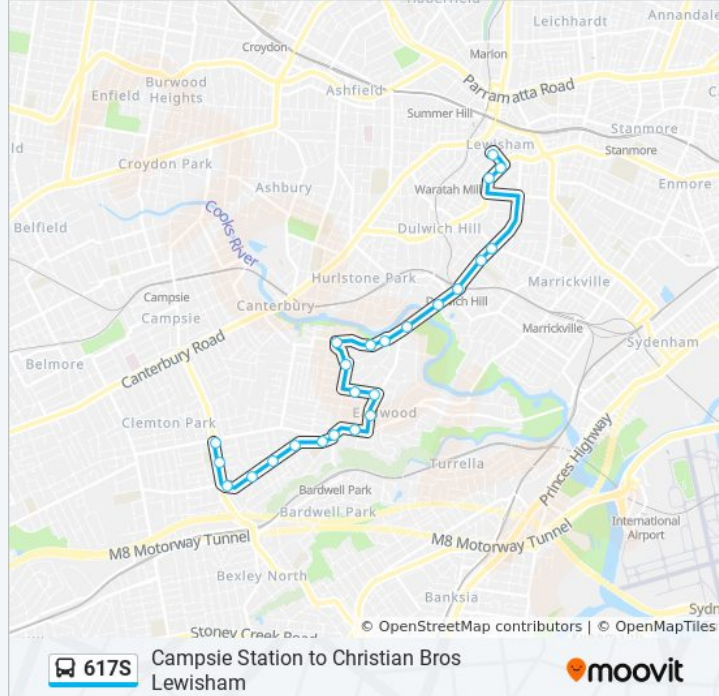 Haberfield
Annandale
Leichhardt
Croydon
Marion
Burwood
Heights
Enfield
Ashfield
Parramatta Road
Summer Hill
Stanmore
Lewisham
Stanmore
Croydon Park
Enmore
Ashbury
Waratah Mil
Belfield
Cooks
River
Dulwich Hill
Hurlstone Park
Marrickville
Campsie
Canterbury
Dulwich Hill
Campsie
Marrickville
Sydenham
Canterbury Road
Belmore
Clemton Park
Earlwood
Princes Highway
Turrella
Bardwell Park
Bardwell Park
International
Airport
M8 Motorway Tunnel
M8 Motorway Tunnel
Bexley North
Banksia
Sydn
Stoney Creek Road
© OpenStreetMap contributors | © OpenMapTiles
617S
Campsie Station to Christian Bros
Lewisham
moovit